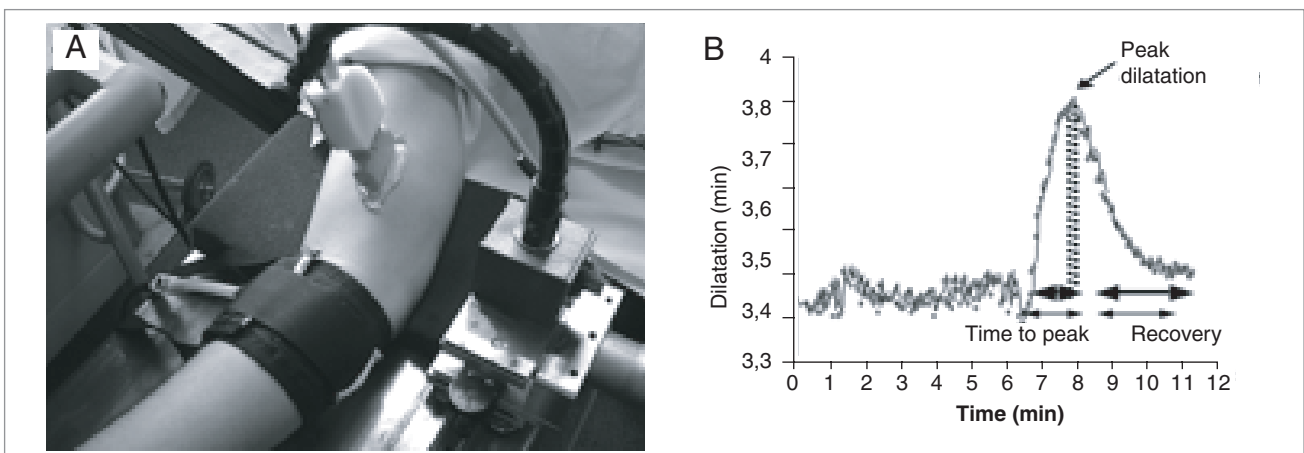 A
B
Peak
dilatation
4
3,8
3,7
3,6
3,5
3,4
3,3
Dilatation (min)
Time to peak
Recovery
0 1 2 3 4 5 6 7 8 9 10 11 12
Time (min)